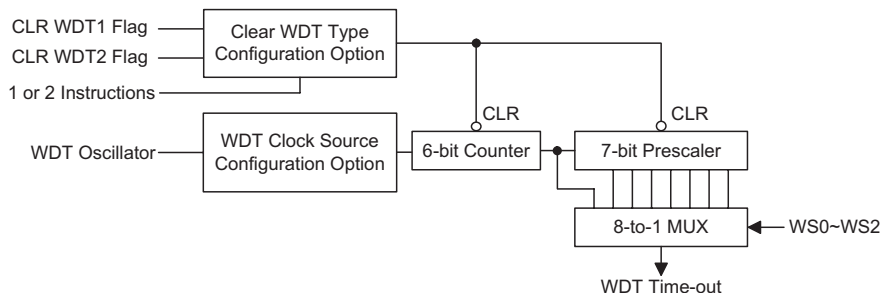 CLR WDT1 Flag
CLR WDT2 Flag
1 or 2 Instructions
Clear WDT Type
Configuration Option
CLR
CLR
WDT Oscillator
WDT Clock Source
Configuration Option
6-bit Counter
7-bit Prescaler
8-to-1 MUX
WS0~WS2
WDT Time-out